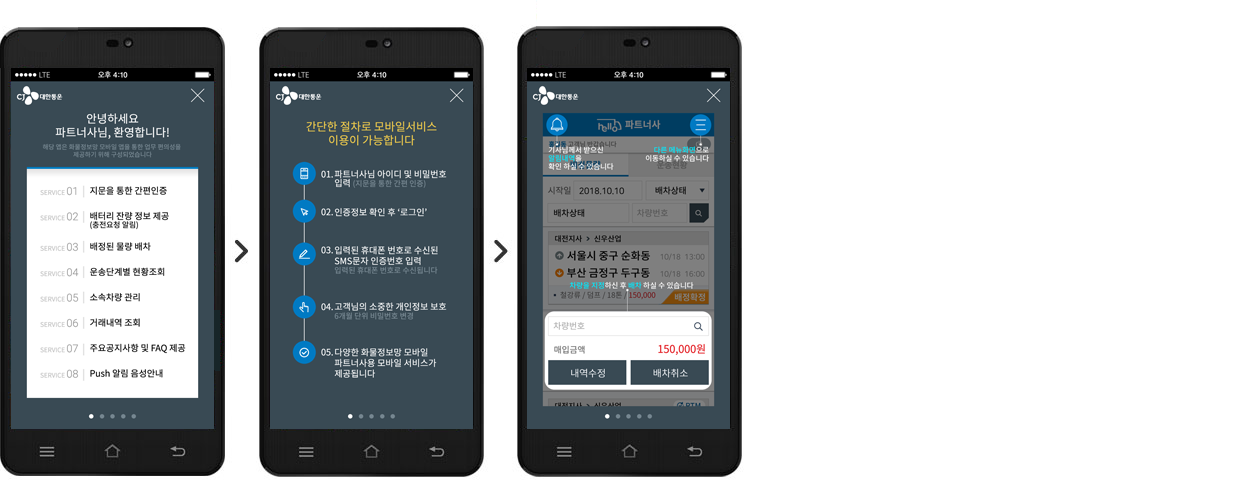 LTE
오후 4:10
CJ 대한통운
안녕하세요
파트너사님, 환영합니다!
해당 앱은 화물정보망 모바일 앱을 통한 업무 편의성을
제공하기 위해 구성되었습니다
SERVICE 01 지문을 통한 간편인증
SERVICE 02 배터리 잔량 정보 제공
(충전요청 알림)
SERVICE 03 배정된 물량 배차
SERVICE 04 운송단계별 현황조회
SERVICE 05 소속차량 관리
SERVICE 06 거래내역 조회
SERVICE 07 주요공지사항 및 FAQ 제공
SERVICE 08 Push 알림 음성안내
LTE
오후 4:10
CJ 대한통운
간단한 절차로 모바일서비스
이용이 가능합니다
01. 파트너사님 아이디 및 비밀번호
입력 (지문을 통한 간편 인증)
02. 인증정보 확인 후 ‘로그인’
03. 입력된 휴대폰 번호로 수신된
SMS문자 인증번호 입력
입력된 휴대폰 번호로 수신됩니다
04. 고객님의 소중한 개인정보 보호
6개월 단위 비밀번호 변경
05. 다양한 화물정보망 모바일
파트너사용 모바일 서비스가
제공됩니다
LTE
오후 4:10
CJ 대한통운
hello 파트너사
고객님 반갑습니다
기사님께서 받으신
알림내역을
확인 하실 수 있습니다
다른 메뉴화면으로
이동하실 수 있습니다
운송현황
시작일 2018.10.10 배차상태
배차상태 차량번호
대전지사 > 신우산업
서울시 중구 순화동 10/18 13:00
부산 금정구 두구동 10/18 16:00
차량을 지정하신 후 배차 하실 수 있습니다
철강류 / 덤프 / 18톤 / 150,000 배정확정
차량번호
매입금액 150,000원
내역수정 배차취소
대전지사 > 신우산업